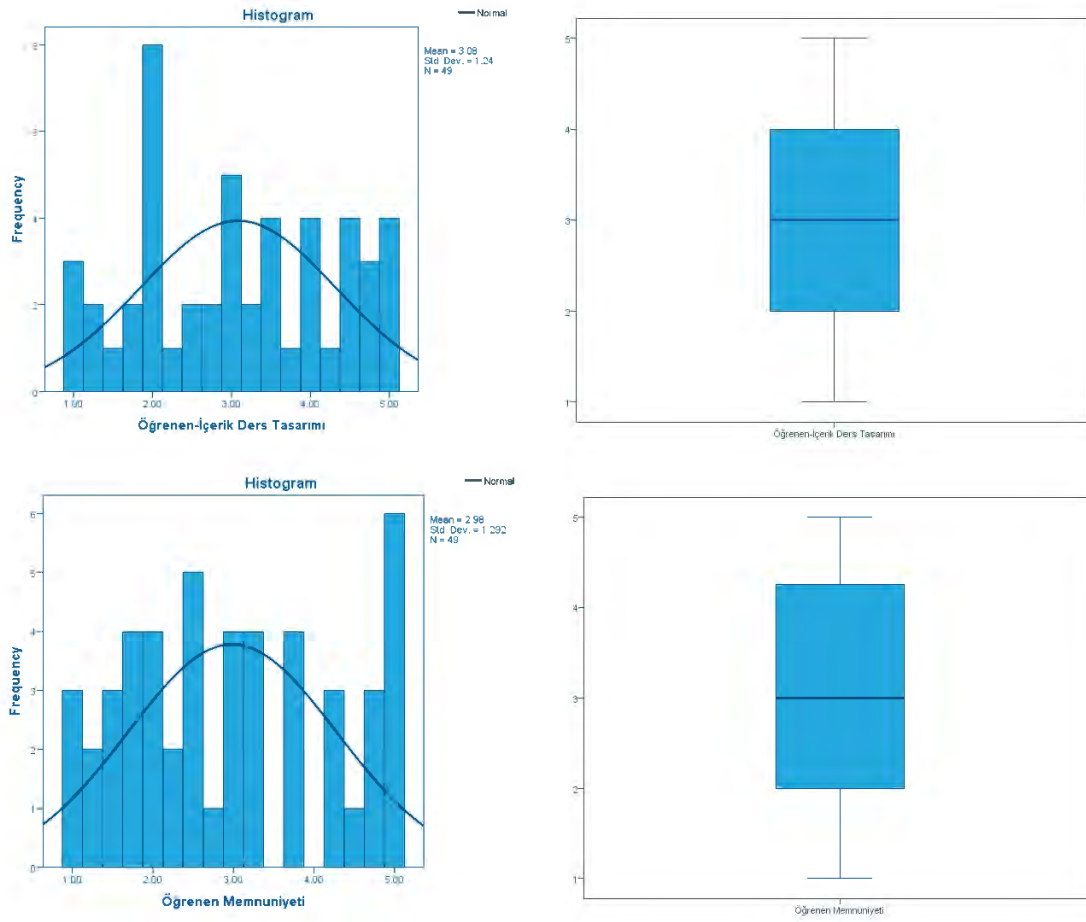 Histogram
Normal
Mean = 3.08
Std. Dev. = 1.24
N = 49
Frequency
4
2
0
1.00 2.00 3.00 4.00 5.00
Öğrenen-İçerik Ders Tasarımı
5
4
3
2
1
Öğrenen-İçerik Ders Tasarımı
Histogram
Normal
Mean = 2.98
Std. Dev. = 1.292
N = 49
Frequency
6
5
4
3
2
1
0
1.00 2.00 3.00 4.00 5.00
Öğrenen Memnuniyeti
5
4
3
2
1
Öğrenen Memnuniyeti